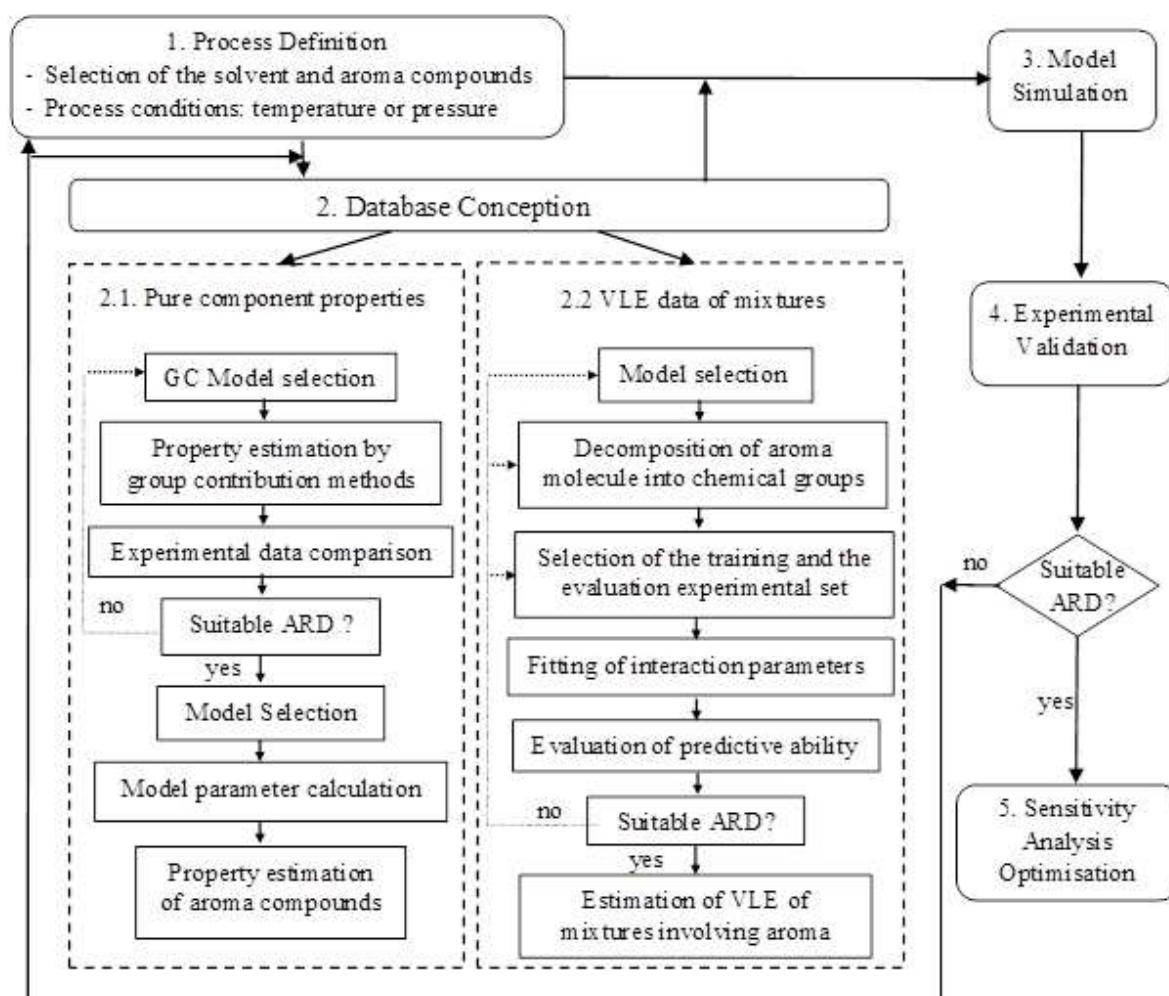 1. Process Definition
- Selection of the solvent and aroma compounds
- Process conditions: temperature or pressure
3. Model
Simulation
2. Database Conception
2.1. Pure component properties
GC Model selection
Property estimation by
group contribution methods
Experimental data comparison
no
Suitable ARD ?
yes
Model Selection
Model parameter calculation
Property estimation
of aroma compounds
2.2 VLE data of mixtures
Model selection
Decomposition of aroma
molecule into chemical groups
Selection of the training and the
evaluation experimental set
Fitting of interaction parameters
Evaluation of predictive ability
no
Suitable ARD?
yes
Estimation of VLE of
mixtures involving aroma
4. Experimental
Validation
no
Suitable
ARD?
yes
5. Sensitivity
Analysis
Optimisation